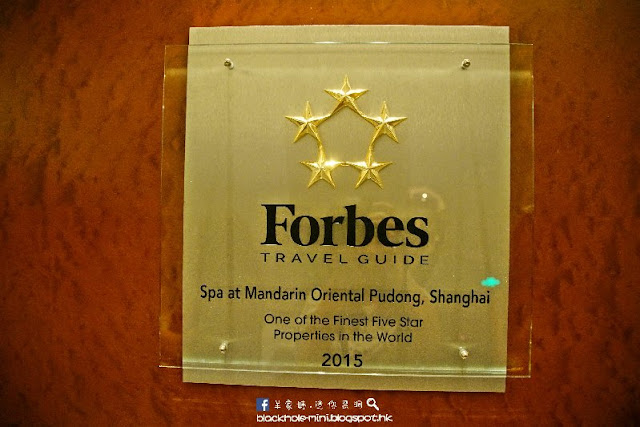 Forbes
TRAVEL GUIDE
Spa at Mandarin Oriental Pudong, Shanghai
One of the Finest Five Star
Properties in the World
2015
blackhole-mini.blogspot.hk